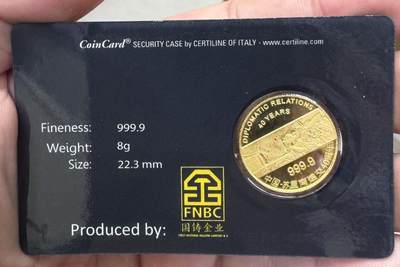 CoinCard® SECURITY CASE BY CERTILINE OF ITALY - www.certiline.com
DIPLOMATIC RELATIONS
40 YEARS
999.9
Fineness: 999.9
Weight: 8g
Size: 22.3 mm
FNBC
国铸金业
Produced by: